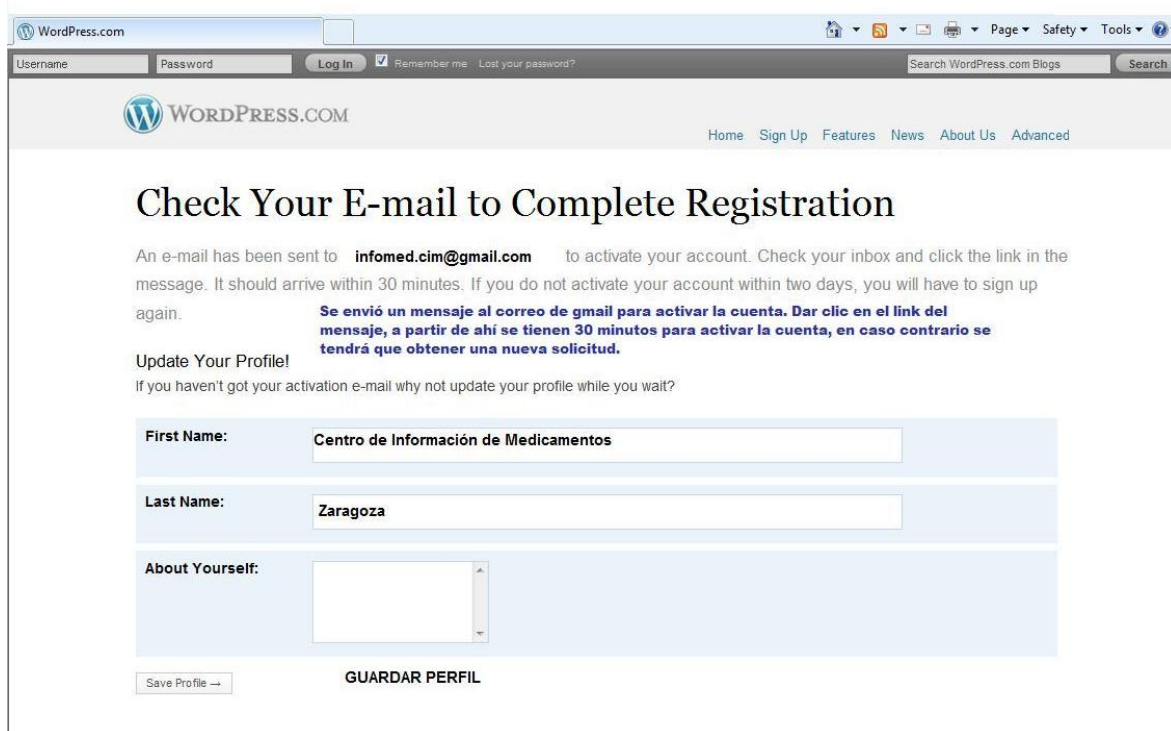 WordPress.com
Page Safety Tools
Username Password Log In Remember me Lost your password? Search WordPress.com Blogs Search
WORDPRESS.COM
Home Sign Up Features News About Us Advanced
Check Your E-mail to Complete Registration
An e-mail has been sent to infomed.cim@gmail.com to activate your account. Check your inbox and click the link in the
message. It should arrive within 30 minutes. If you do not activate your account within two days, you will have to sign up
again.
Se envió un mensaje al correo de gmail para activar la cuenta. Dar clic en el link del
mensaje, a partir de ahí se tienen 30 minutos para activar la cuenta, en caso contrario se
tendrá que obtener una nueva solicitud.
Update Your Profile!
If you haven't got your activation e-mail why not update your profile while you wait?
First Name: Centro de Información de Medicamentos
Last Name: Zaragoza
About Yourself:
Save Profile → GUARDAR PERFIL